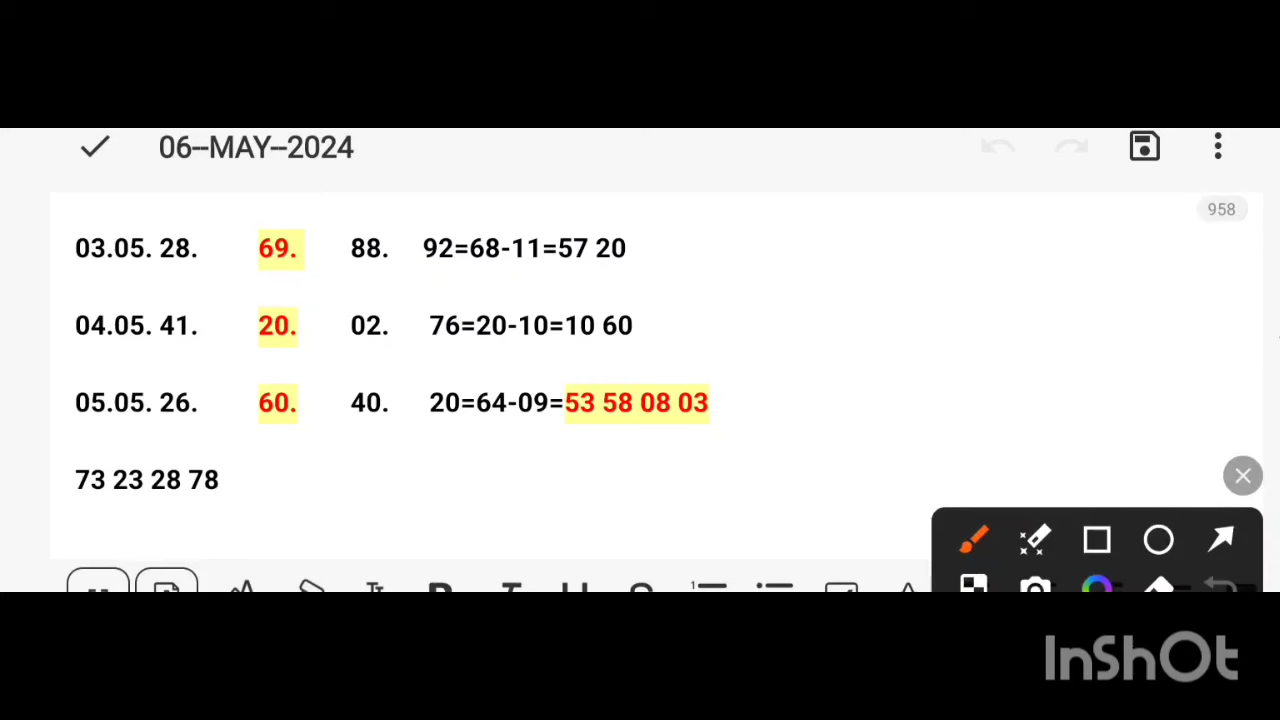 06--MAY--2024
958
03.05. 28. 69. 88. 92=68-11=57 20
04.05. 41. 20. 02. 76=20-10=10 60
05.05. 26. 60. 40. 20=64-09=53 58 08 03
73 23 28 78
InShOt